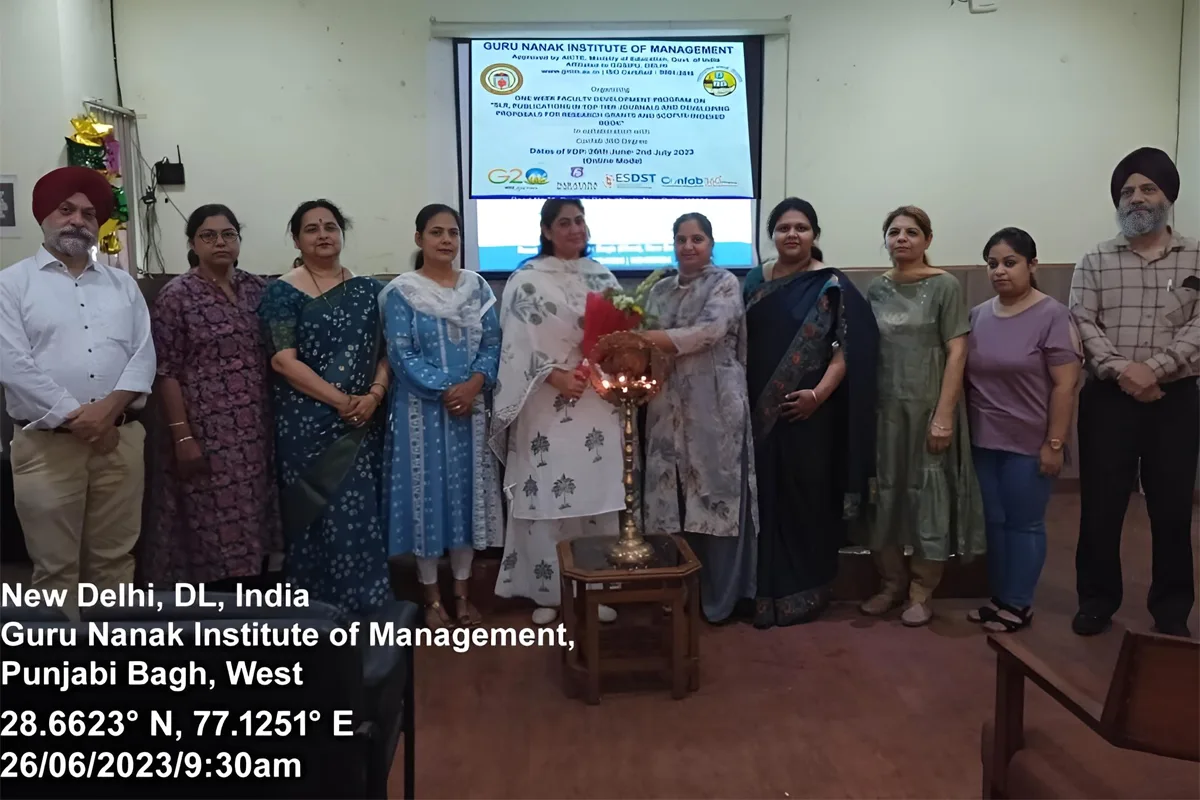 GURU NANAK INSTITUTE OF MANAGEMENT
Approved by AICTE, Ministry of Education, Govt. of India
Affiliated to GGSIPU, DELHI
Organising
ONE WEEK FACULTY DEVELOPMENT PROGRAM ON
"SLR, PUBLICATIONS IN TOP TIER JOURNALS AND DEVELOPING
PROPOSALS FOR RESEARCH GRANTS AND SCOPUS INDEXED
BOOK"
In collaboration with
Confab 360 Degree
Dates of FDP: 26th June- 2nd July 2023
(Online Mode)
G20
ESDST
Confab 360
New Delhi, DL, India
Guru Nanak Institute of Management,
Punjabi Bagh, West
28.6623° N, 77.1251° E
26/06/2023/9:30am